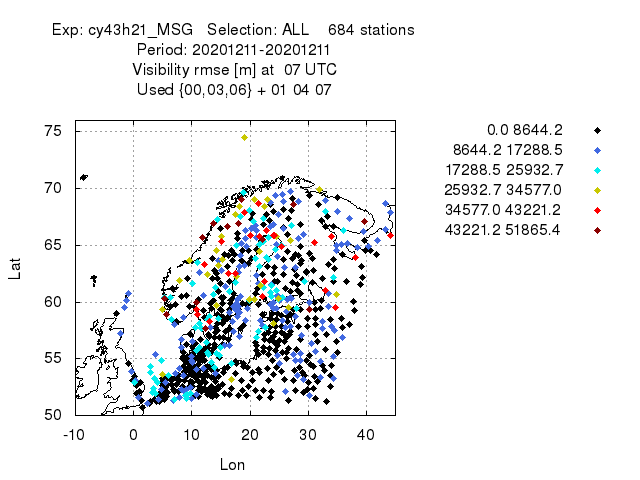 Exp: cy43h21_MSG Selection: ALL 684 stations
Period: 20201211-20201211
Visibility rmse [m] at 07 UTC
Used {00,03,06} + 01 04 07
0.0 8644.2
8644.2 17288.5
17288.5 25932.7
25932.7 34577.0
34577.0 43221.2
43221.2 51865.4
75
70
65
60
55
50
Lat
-10 0 10 20 30 40
Lon